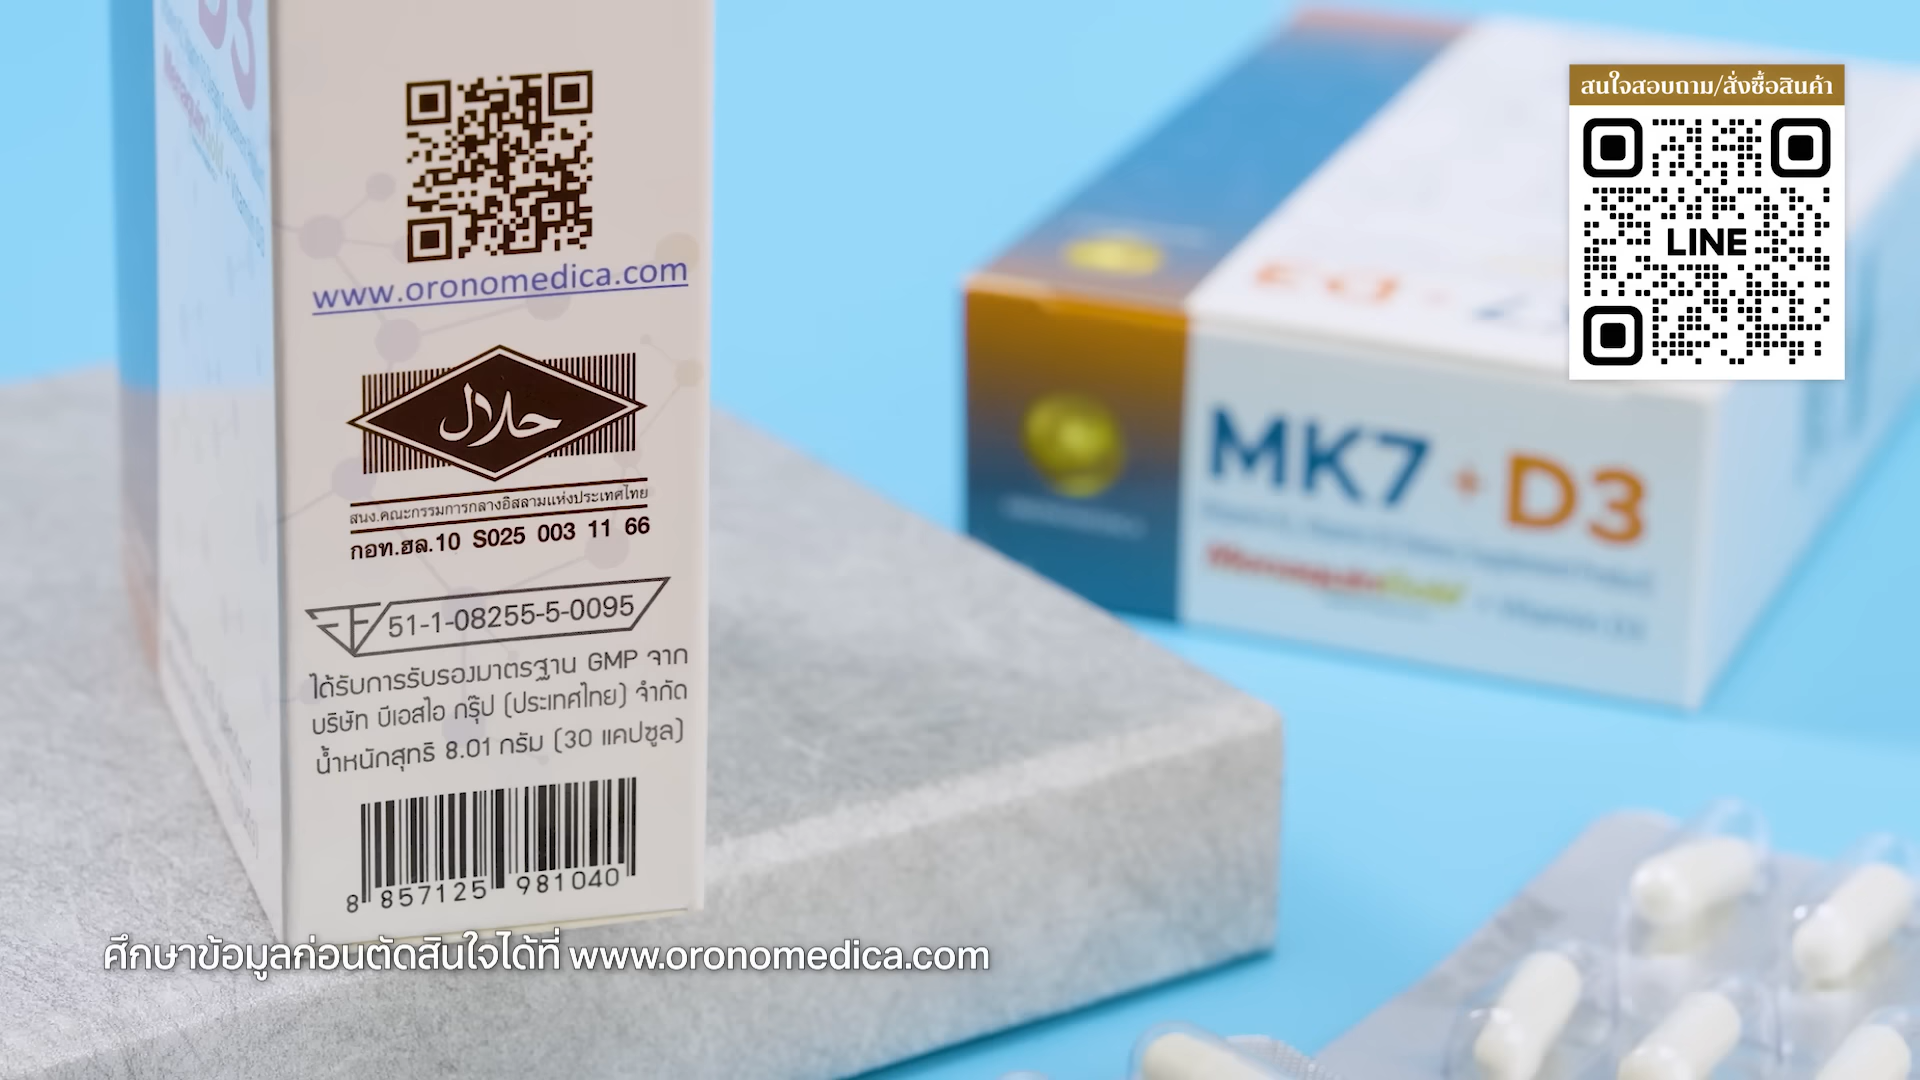 www.oronomedica.com
حلال
สนง.คณะกรรมการกลางอิสลามแห่งประเทศไทย
กอท.ฮล.10 S025 003 11 66
51-1-08255-5-0095
ได้รับการรับรองมาตรฐาน GMP จาก
บริษัท บีเอสไอ กรุ๊ป (ประเทศไทย) จำกัด
น้ำหนักสุทธิ 8.01 กรัม (30 แคปซูล)
8 857125 981040
MK7 + D3
สนใจสอบถาม/สั่งซื้อสินค้า
LINE
ศึกษาข้อมูลก่อนตัดสินใจได้ที่ www.oronomedica.com